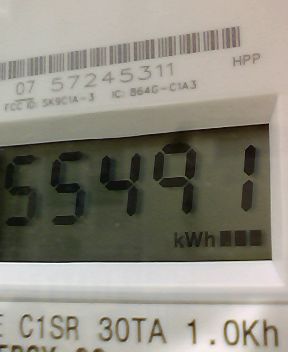 HPP
07 57245311
FCC ID: SK9C1A-3 IC: 864G-C1A3
55491
kWh
C1SR 30TA 1.0Kh